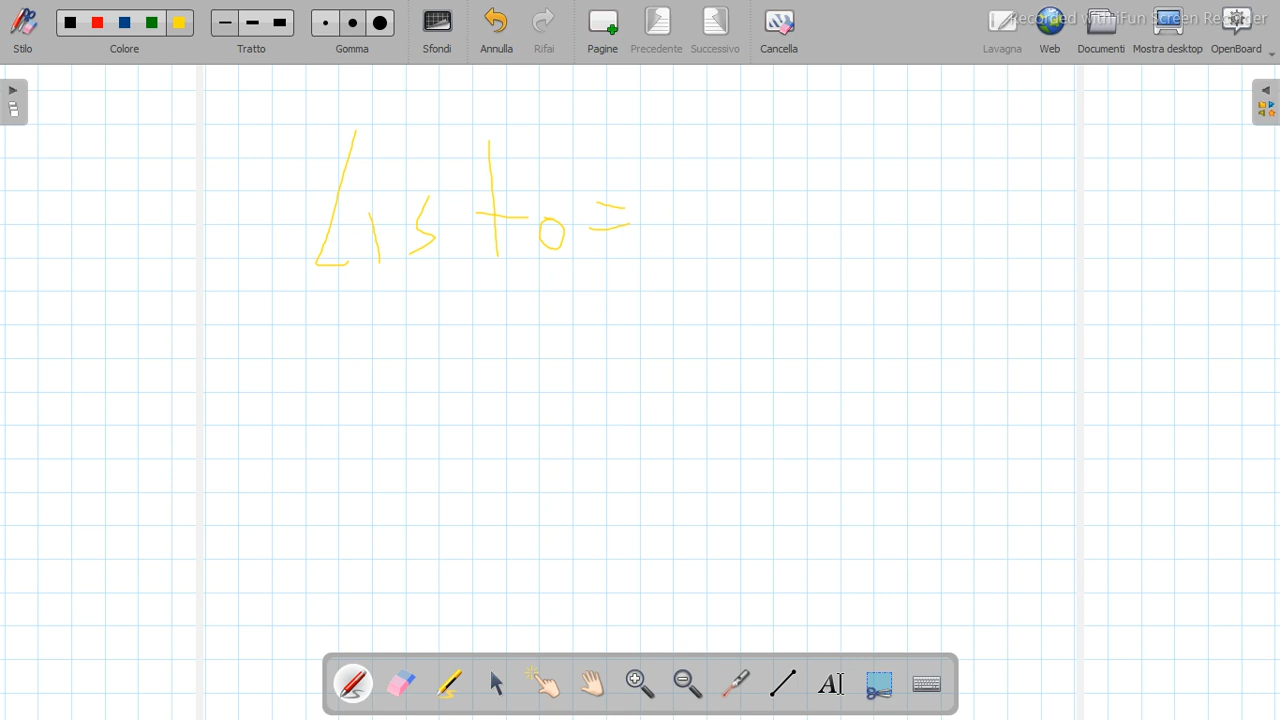 Recorded with iFun Screen Recorder
Stilo Colore Tratto Gomma Sfondi Annulla Rifai Pagine Precedente Successivo Cancella Lavagna Web Documenti Mostra desktop OpenBoard
Listo=
A